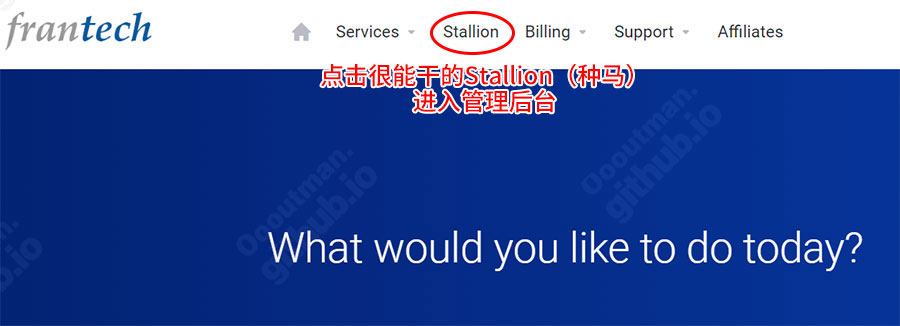 frantech
Services Stallion Billing Support Affiliates
点击很能干的Stallion（种马）
进入管理后台
Oooutman.
github.io
Oooutman.
github.io
What would you like to do today?